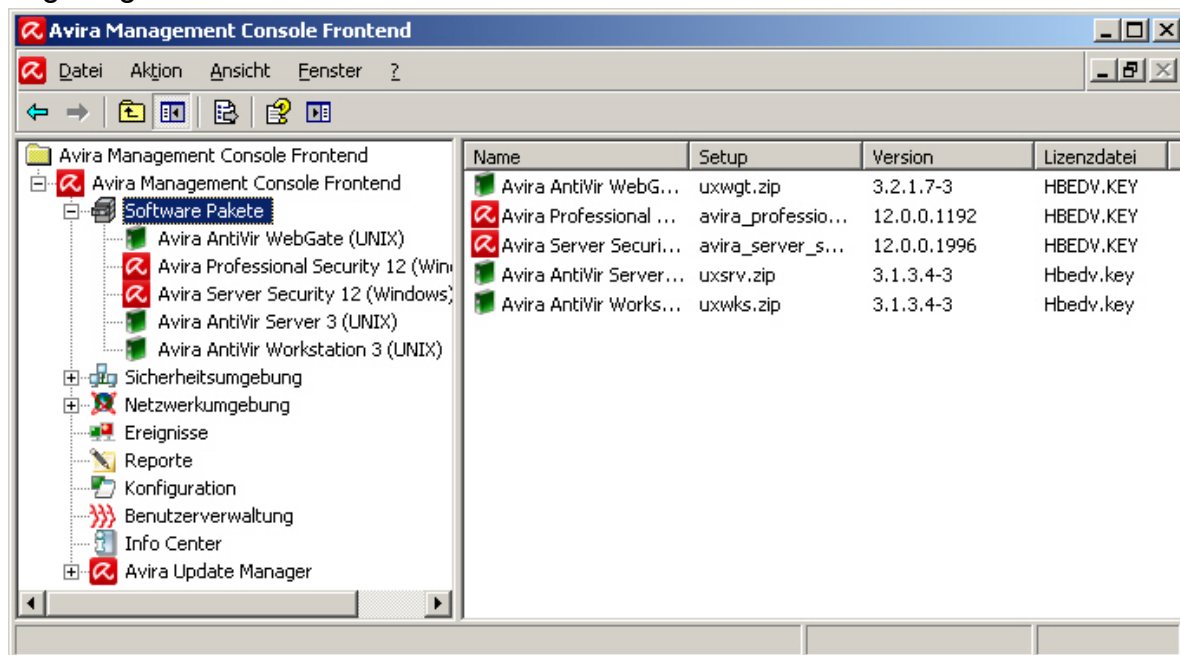 Avira Management Console Frontend
Datei Aktion Ansicht Fenster ?
Avira Management Console Frontend
Avira Management Console Frontend
Software Pakete
Avira AntiVir WebGate (UNIX)
Avira Professional Security 12 (Win
Avira Server Security 12 (Windows)
Avira AntiVir Server 3 (UNIX)
Avira AntiVir Workstation 3 (UNIX)
Sicherheitsumgebung
Netzwerkumgebung
Ereignisse
Reporte
Konfiguration
Benutzerverwaltung
Info Center
Avira Update Manager
Name Setup Version Lizenzdatei
Avira AntiVir WebG... uxwgt.zip 3.2.1.7-3 HBEDV.KEY
Avira Professional ... avira_professio... 12.0.0.1192 HBEDV.KEY
Avira Server Securi... avira_server_s... 12.0.0.1996 HBEDV.KEY
Avira AntiVir Server... uxsrv.zip 3.1.3.4-3 Hbedv.key
Avira AntiVir Works... uxwks.zip 3.1.3.4-3 Hbedv.key